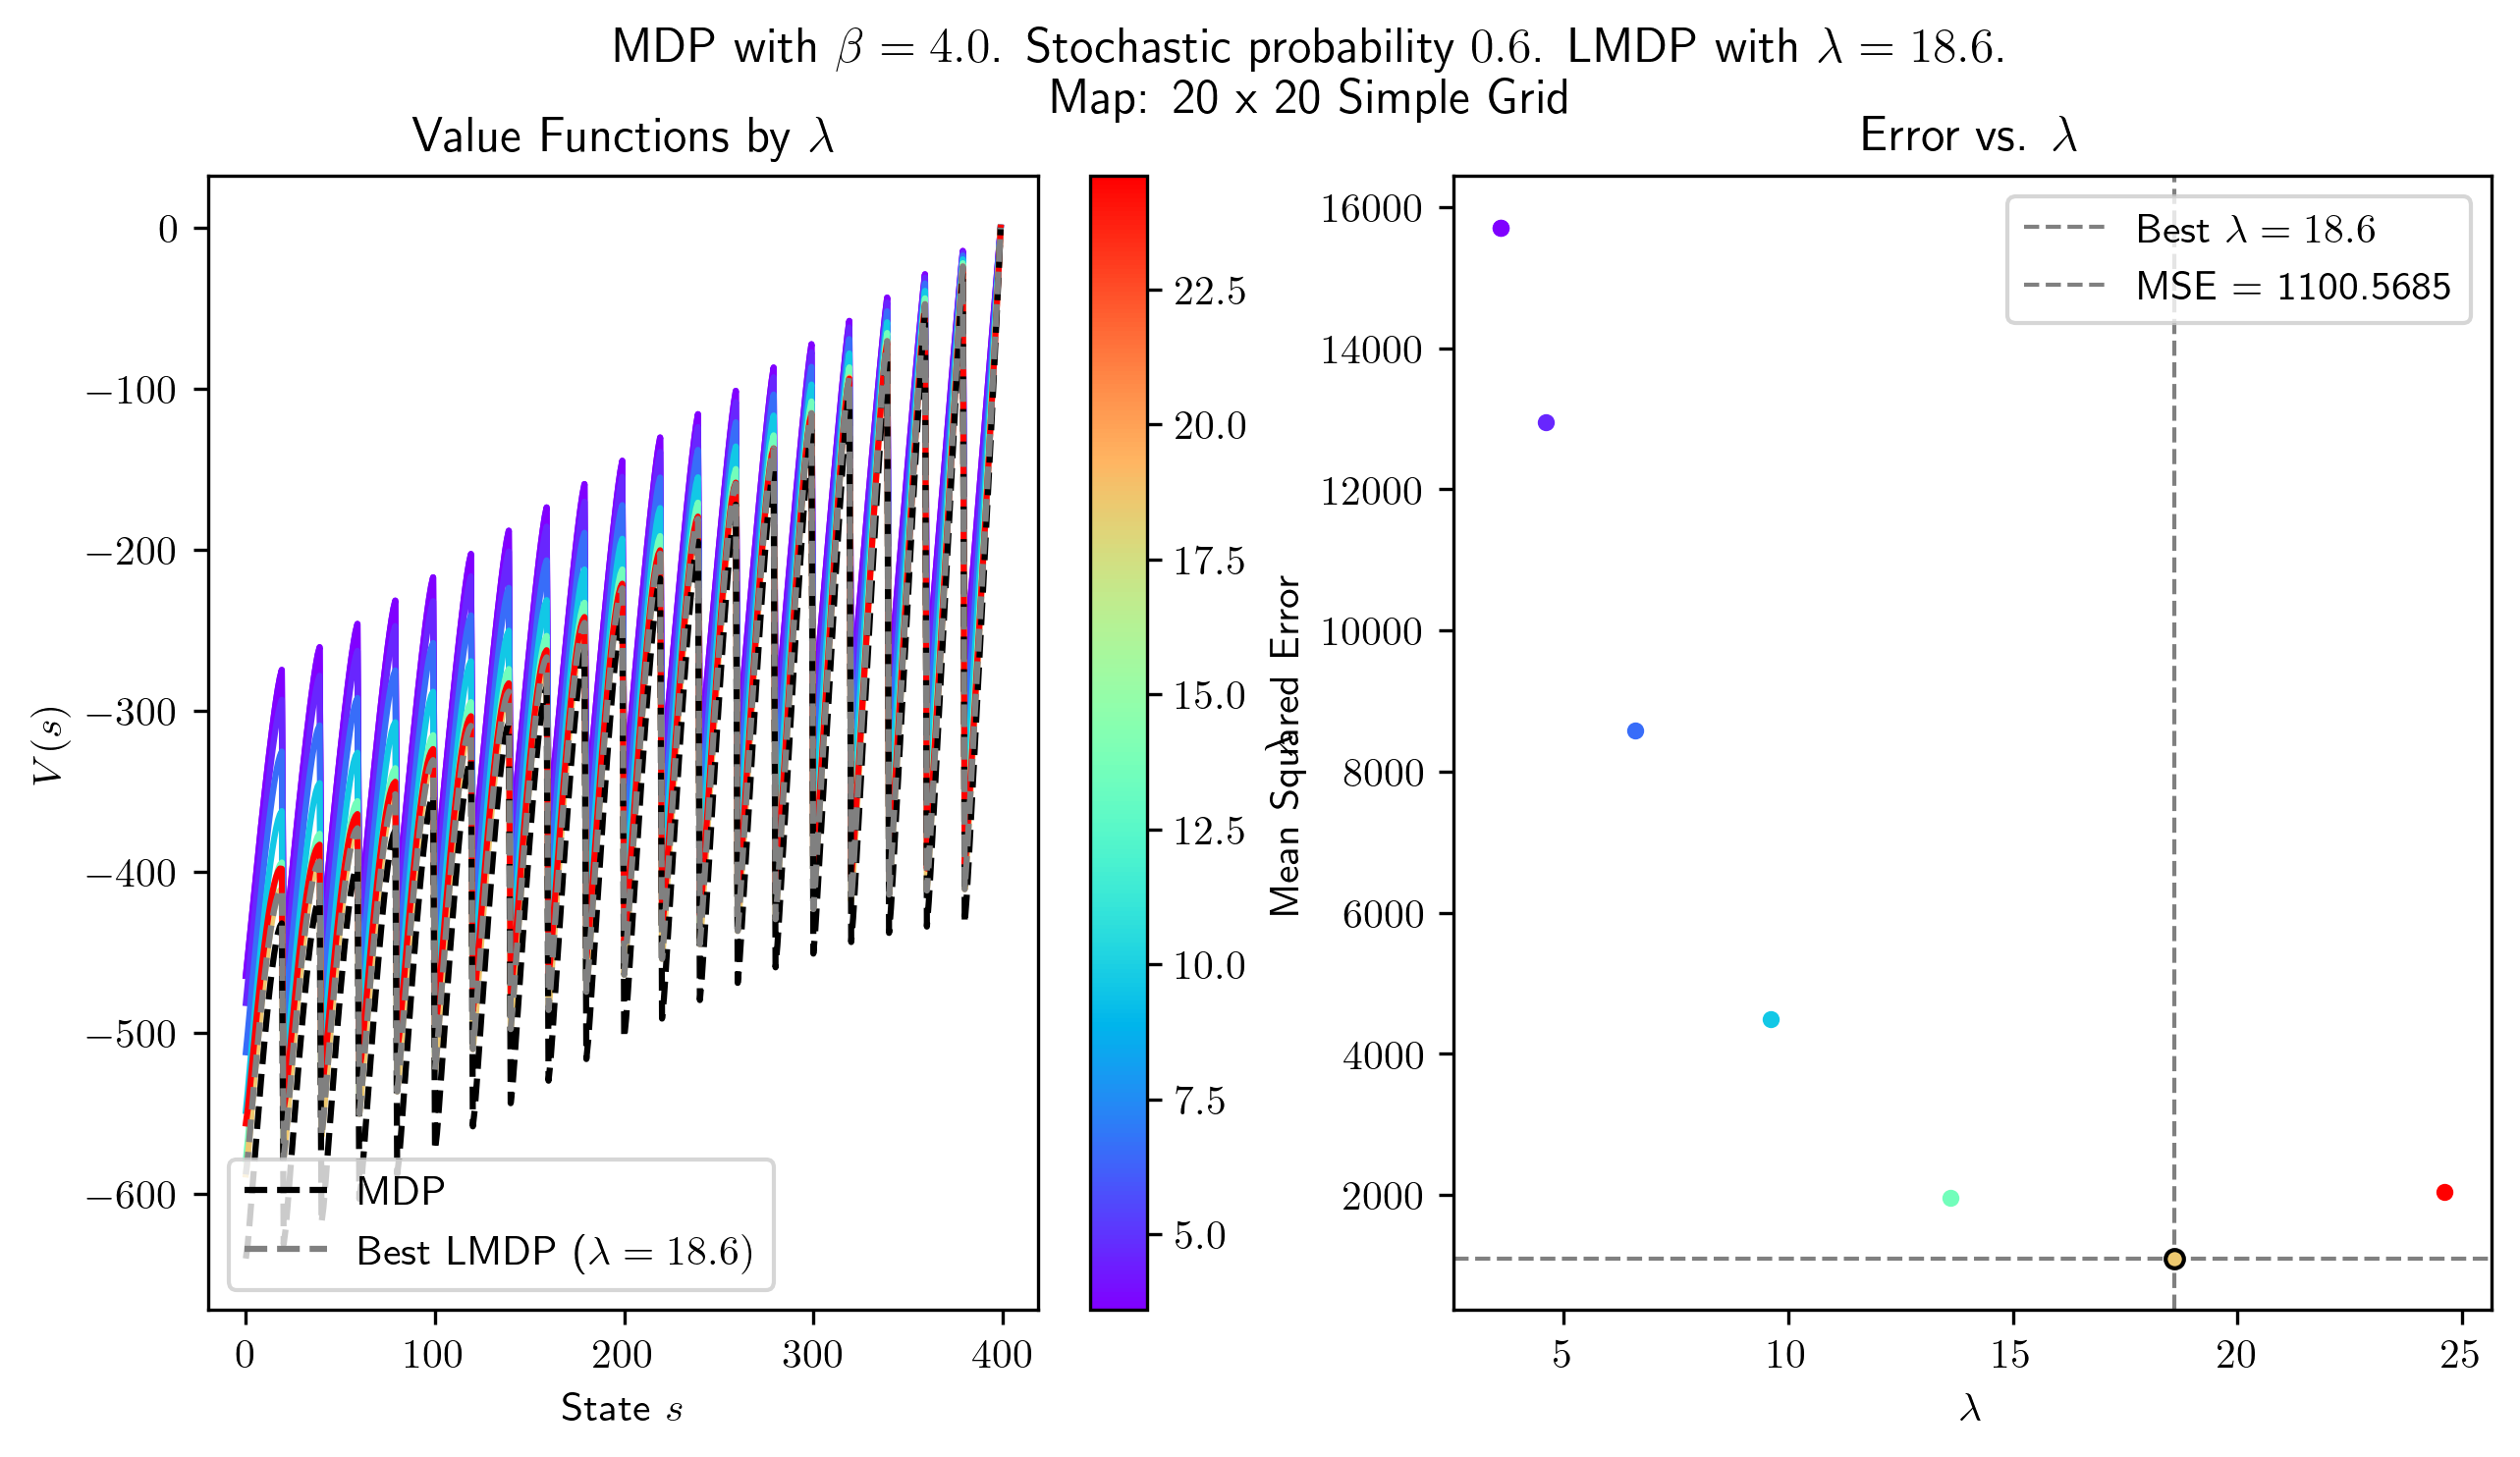 MDP with β = 4.0. Stochastic probability 0.6. LMDP with λ = 18.6.
Map: 20 x 20 Simple Grid
Value Functions by λ
0
−100
−200
−300
−400
−500
−600
V(s)
0 100 200 300 400
State s
MDP
Best LMDP (λ = 18.6)
22.5
20.0
17.5
15.0
12.5
10.0
7.5
5.0
λ
Error vs. λ
16000
14000
12000
10000
8000
6000
4000
2000
Mean Squared Error
5 10 15 20 25
λ
Best λ = 18.6
MSE = 1100.5685